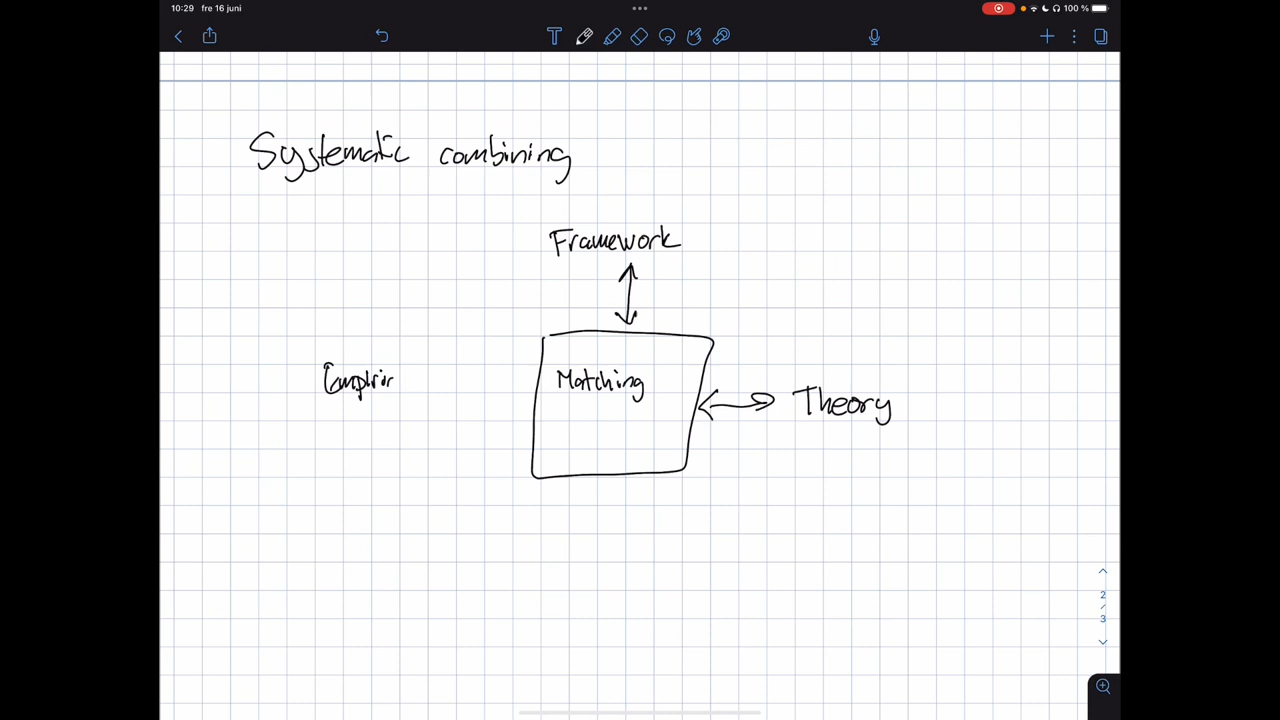 10:29 fre 16 juni
100 %
T
Systematic combining
Framework
Matching
Theory
2
3